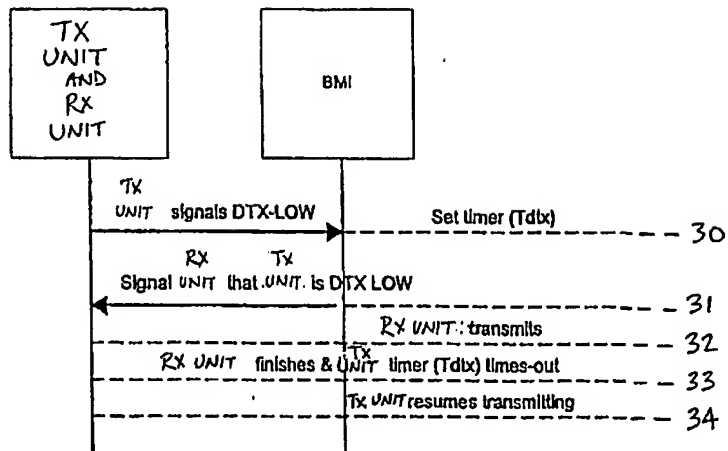 TX
UNIT
AND
RX
UNIT
BMI
TX
UNIT signals DTX-LOW
Set timer (Tdtx)
30
RX TX
Signal UNIT that UNIT. is DTX LOW
31
RX UNIT: transmits
32
TX
RX UNIT finishes & UNIT timer (Tdtx) times-out
33
TX UNIT resumes transmitting
34